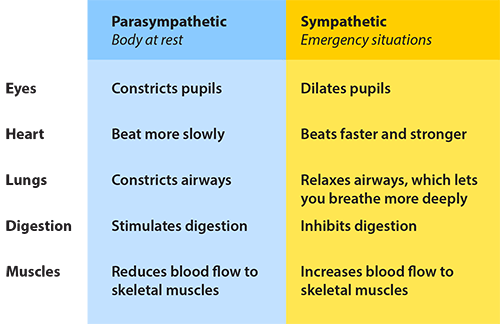 Parasympathetic
Body at rest
Sympathetic
Emergency situations
Eyes
Constricts pupils
Dilates pupils
Heart
Beat more slowly
Beats faster and stronger
Lungs
Constricts airways
Relaxes airways, which lets
you breathe more deeply
Digestion
Stimulates digestion
Inhibits digestion
Muscles
Reduces blood flow to
skeletal muscles
Increases blood flow to
skeletal muscles